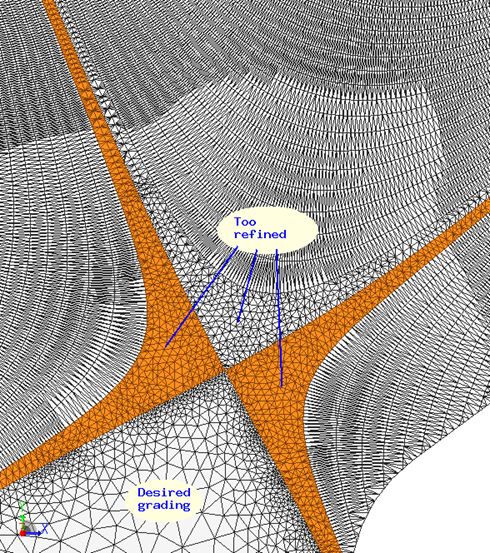 Too
refined
Desired
grading
Y
X